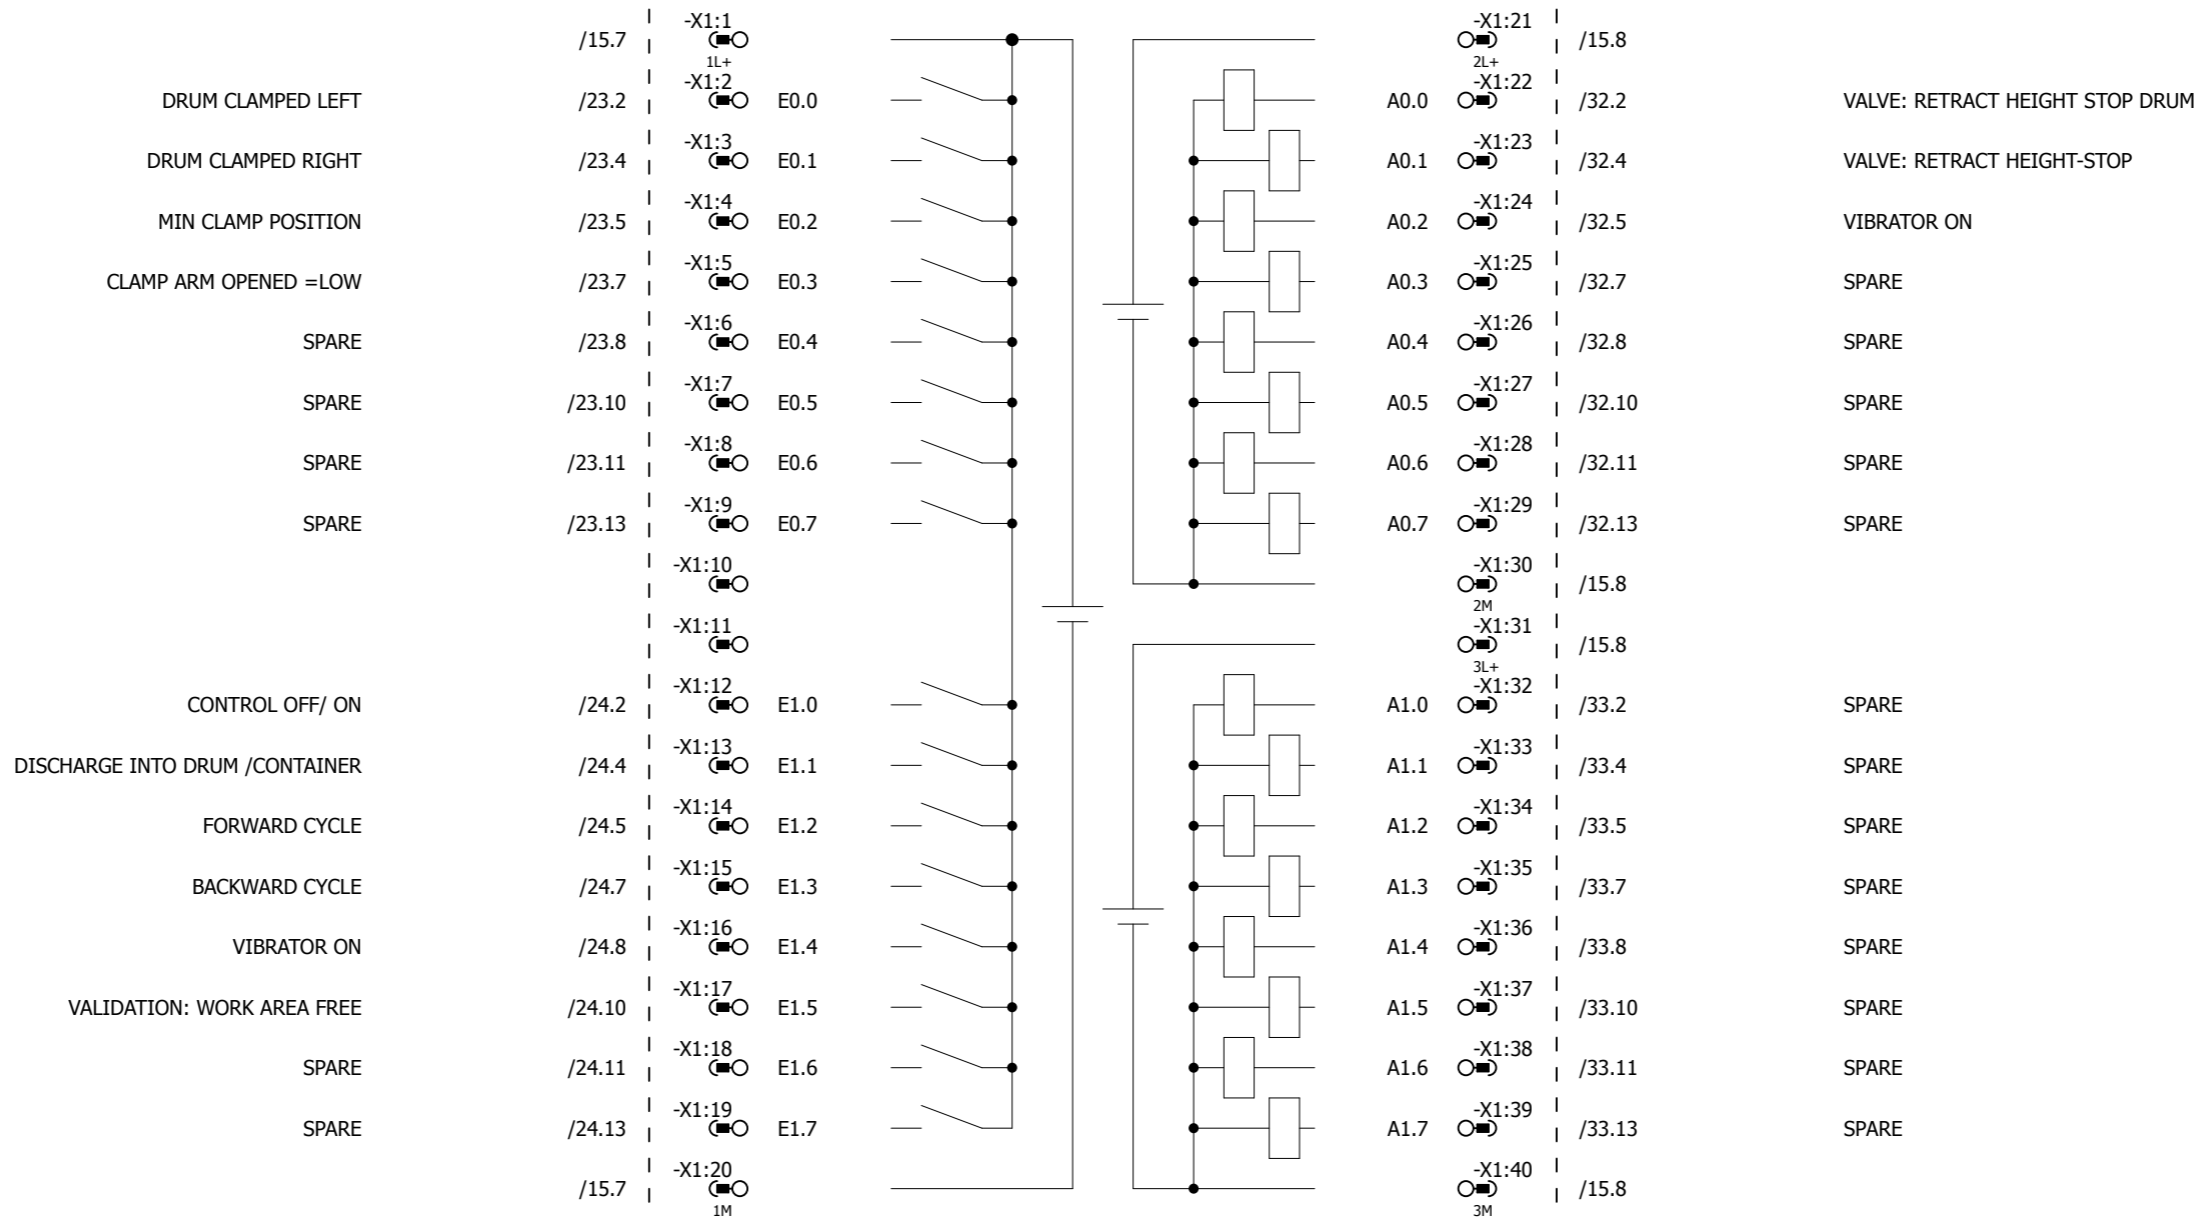 /15.7 -X1:1 -X1:21 /15.8
1L+ 2L+
DRUM CLAMPED LEFT /23.2 -X1:2 E0.0 A0.0 -X1:22 /32.2 VALVE: RETRACT HEIGHT STOP DRUM
DRUM CLAMPED RIGHT /23.4 -X1:3 E0.1 A0.1 -X1:23 /32.4 VALVE: RETRACT HEIGHT-STOP
MIN CLAMP POSITION /23.5 -X1:4 E0.2 A0.2 -X1:24 /32.5 VIBRATOR ON
CLAMP ARM OPENED =LOW /23.7 -X1:5 E0.3 A0.3 -X1:25 /32.7 SPARE
SPARE /23.8 -X1:6 E0.4 A0.4 -X1:26 /32.8 SPARE
SPARE /23.10 -X1:7 E0.5 A0.5 -X1:27 /32.10 SPARE
SPARE /23.11 -X1:8 E0.6 A0.6 -X1:28 /32.11 SPARE
SPARE /23.13 -X1:9 E0.7 A0.7 -X1:29 /32.13 SPARE
-X1:10 -X1:30 /15.8
2M
-X1:11 -X1:31 /15.8
3L+
CONTROL OFF/ ON /24.2 -X1:12 E1.0 A1.0 -X1:32 /33.2 SPARE
DISCHARGE INTO DRUM /CONTAINER /24.4 -X1:13 E1.1 A1.1 -X1:33 /33.4 SPARE
FORWARD CYCLE /24.5 -X1:14 E1.2 A1.2 -X1:34 /33.5 SPARE
BACKWARD CYCLE /24.7 -X1:15 E1.3 A1.3 -X1:35 /33.7 SPARE
VIBRATOR ON /24.8 -X1:16 E1.4 A1.4 -X1:36 /33.8 SPARE
VALIDATION: WORK AREA FREE /24.10 -X1:17 E1.5 A1.5 -X1:37 /33.10 SPARE
SPARE /24.11 -X1:18 E1.6 A1.6 -X1:38 /33.11 SPARE
SPARE /24.13 -X1:19 E1.7 A1.7 -X1:39 /33.13 SPARE
/15.7 -X1:20 -X1:40 /15.8
1M 3M